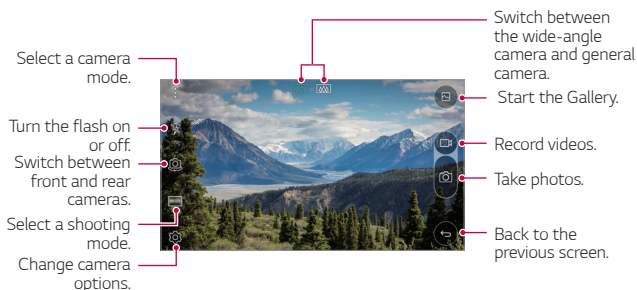 Select a camera
mode.
Turn the flash on
or off.
Switch between
front and rear
cameras.
Select a shooting
mode.
Change camera
options.
Switch between
the wide-angle
camera and general
camera.
Start the Gallery.
Record videos.
Take photos.
Back to the
previous screen.